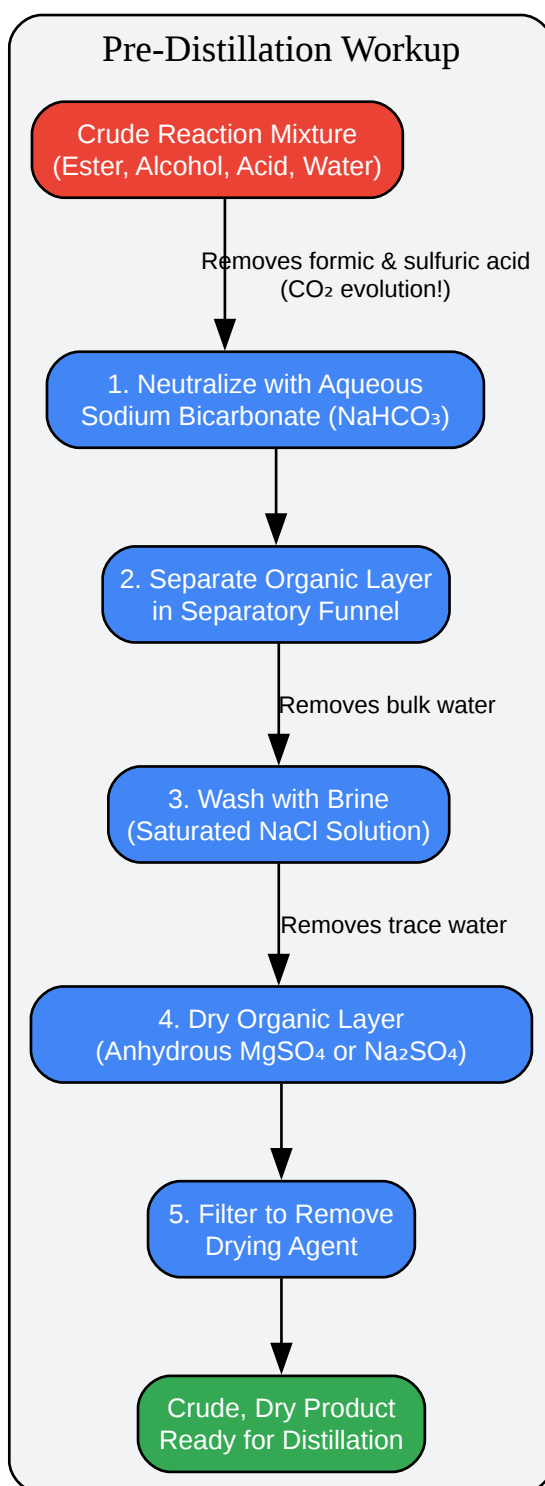 Pre-Distillation Workup
Crude Reaction Mixture
(Ester, Alcohol, Acid, Water)
Removes formic & sulfuric acid
(CO₂ evolution!)
1. Neutralize with Aqueous
Sodium Bicarbonate (NaHCO₃)
2. Separate Organic Layer
in Separatory Funnel
Removes bulk water
3. Wash with Brine
(Saturated NaCl Solution)
Removes trace water
4. Dry Organic Layer
(Anhydrous MgSO₄ or Na₂SO₄)
5. Filter to Remove
Drying Agent
Crude, Dry Product
Ready for Distillation